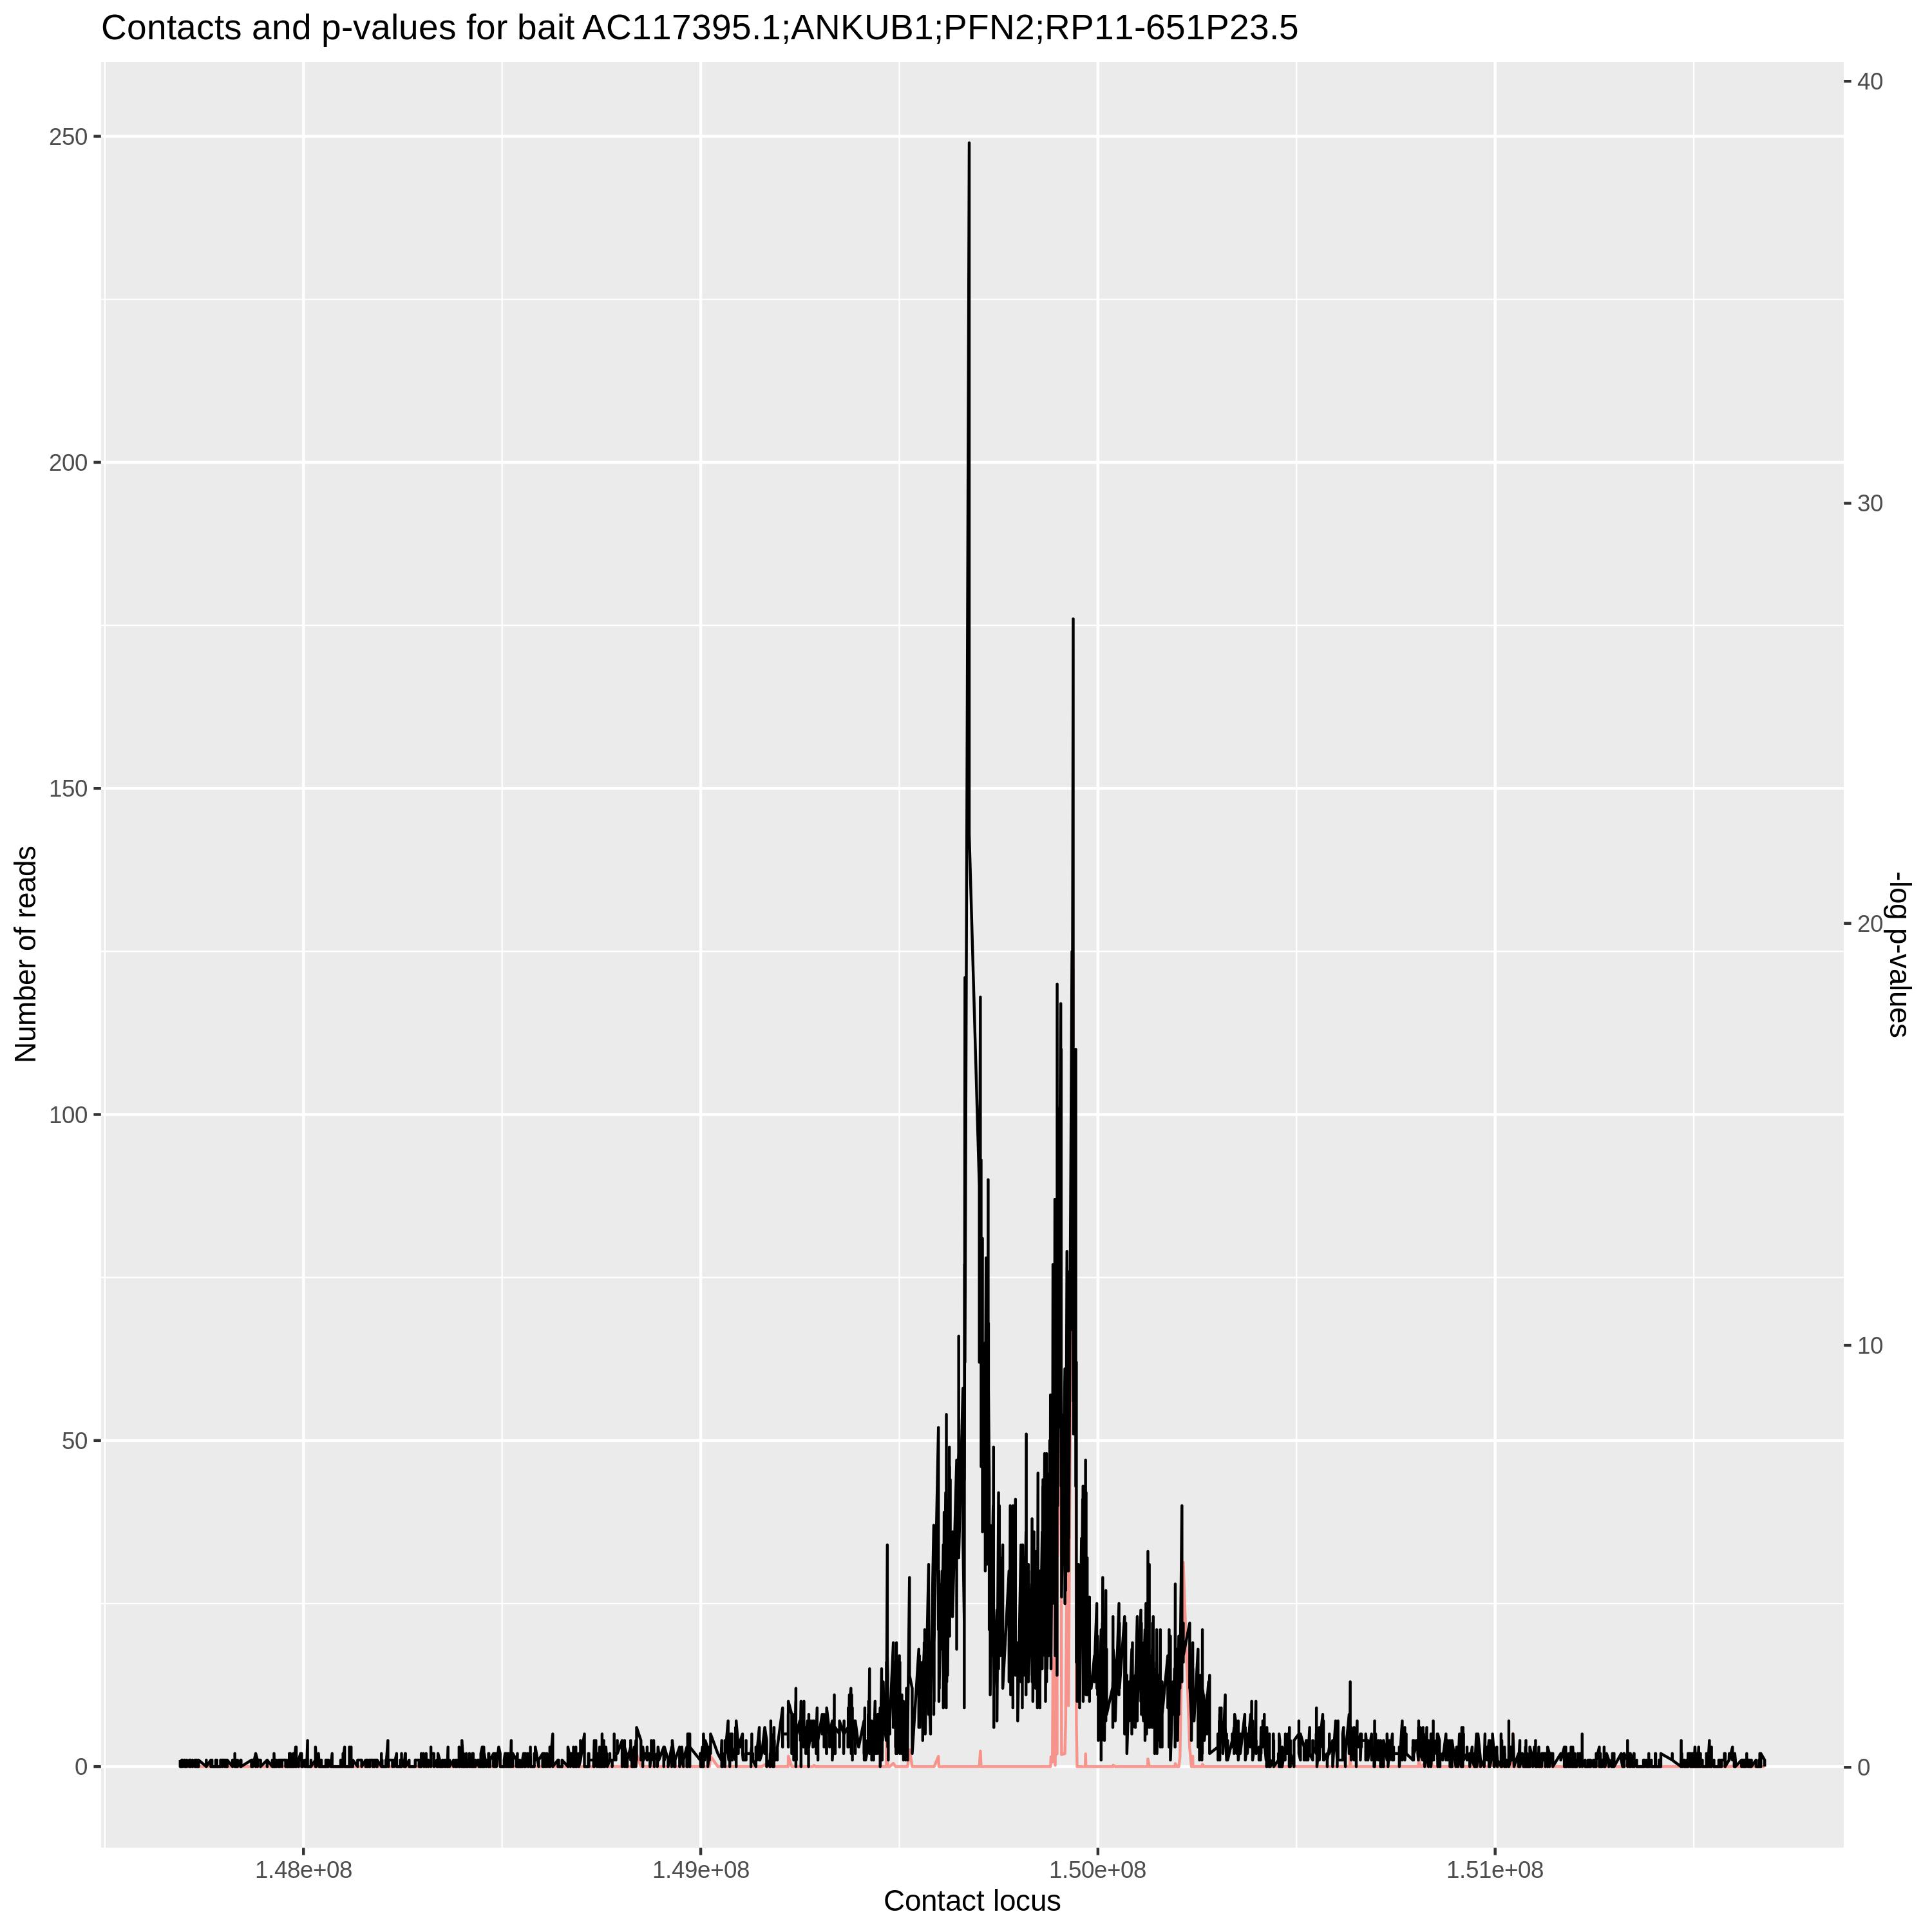 Contacts and p-values for bait AC117395.1;ANKUB1;PFN2;RP11-651P23.5
250
200
150
100
50
0
Number of reads
40
30
20
10
0
-log p-values
1.48e+08
1.49e+08
1.50e+08
1.51e+08
Contact locus